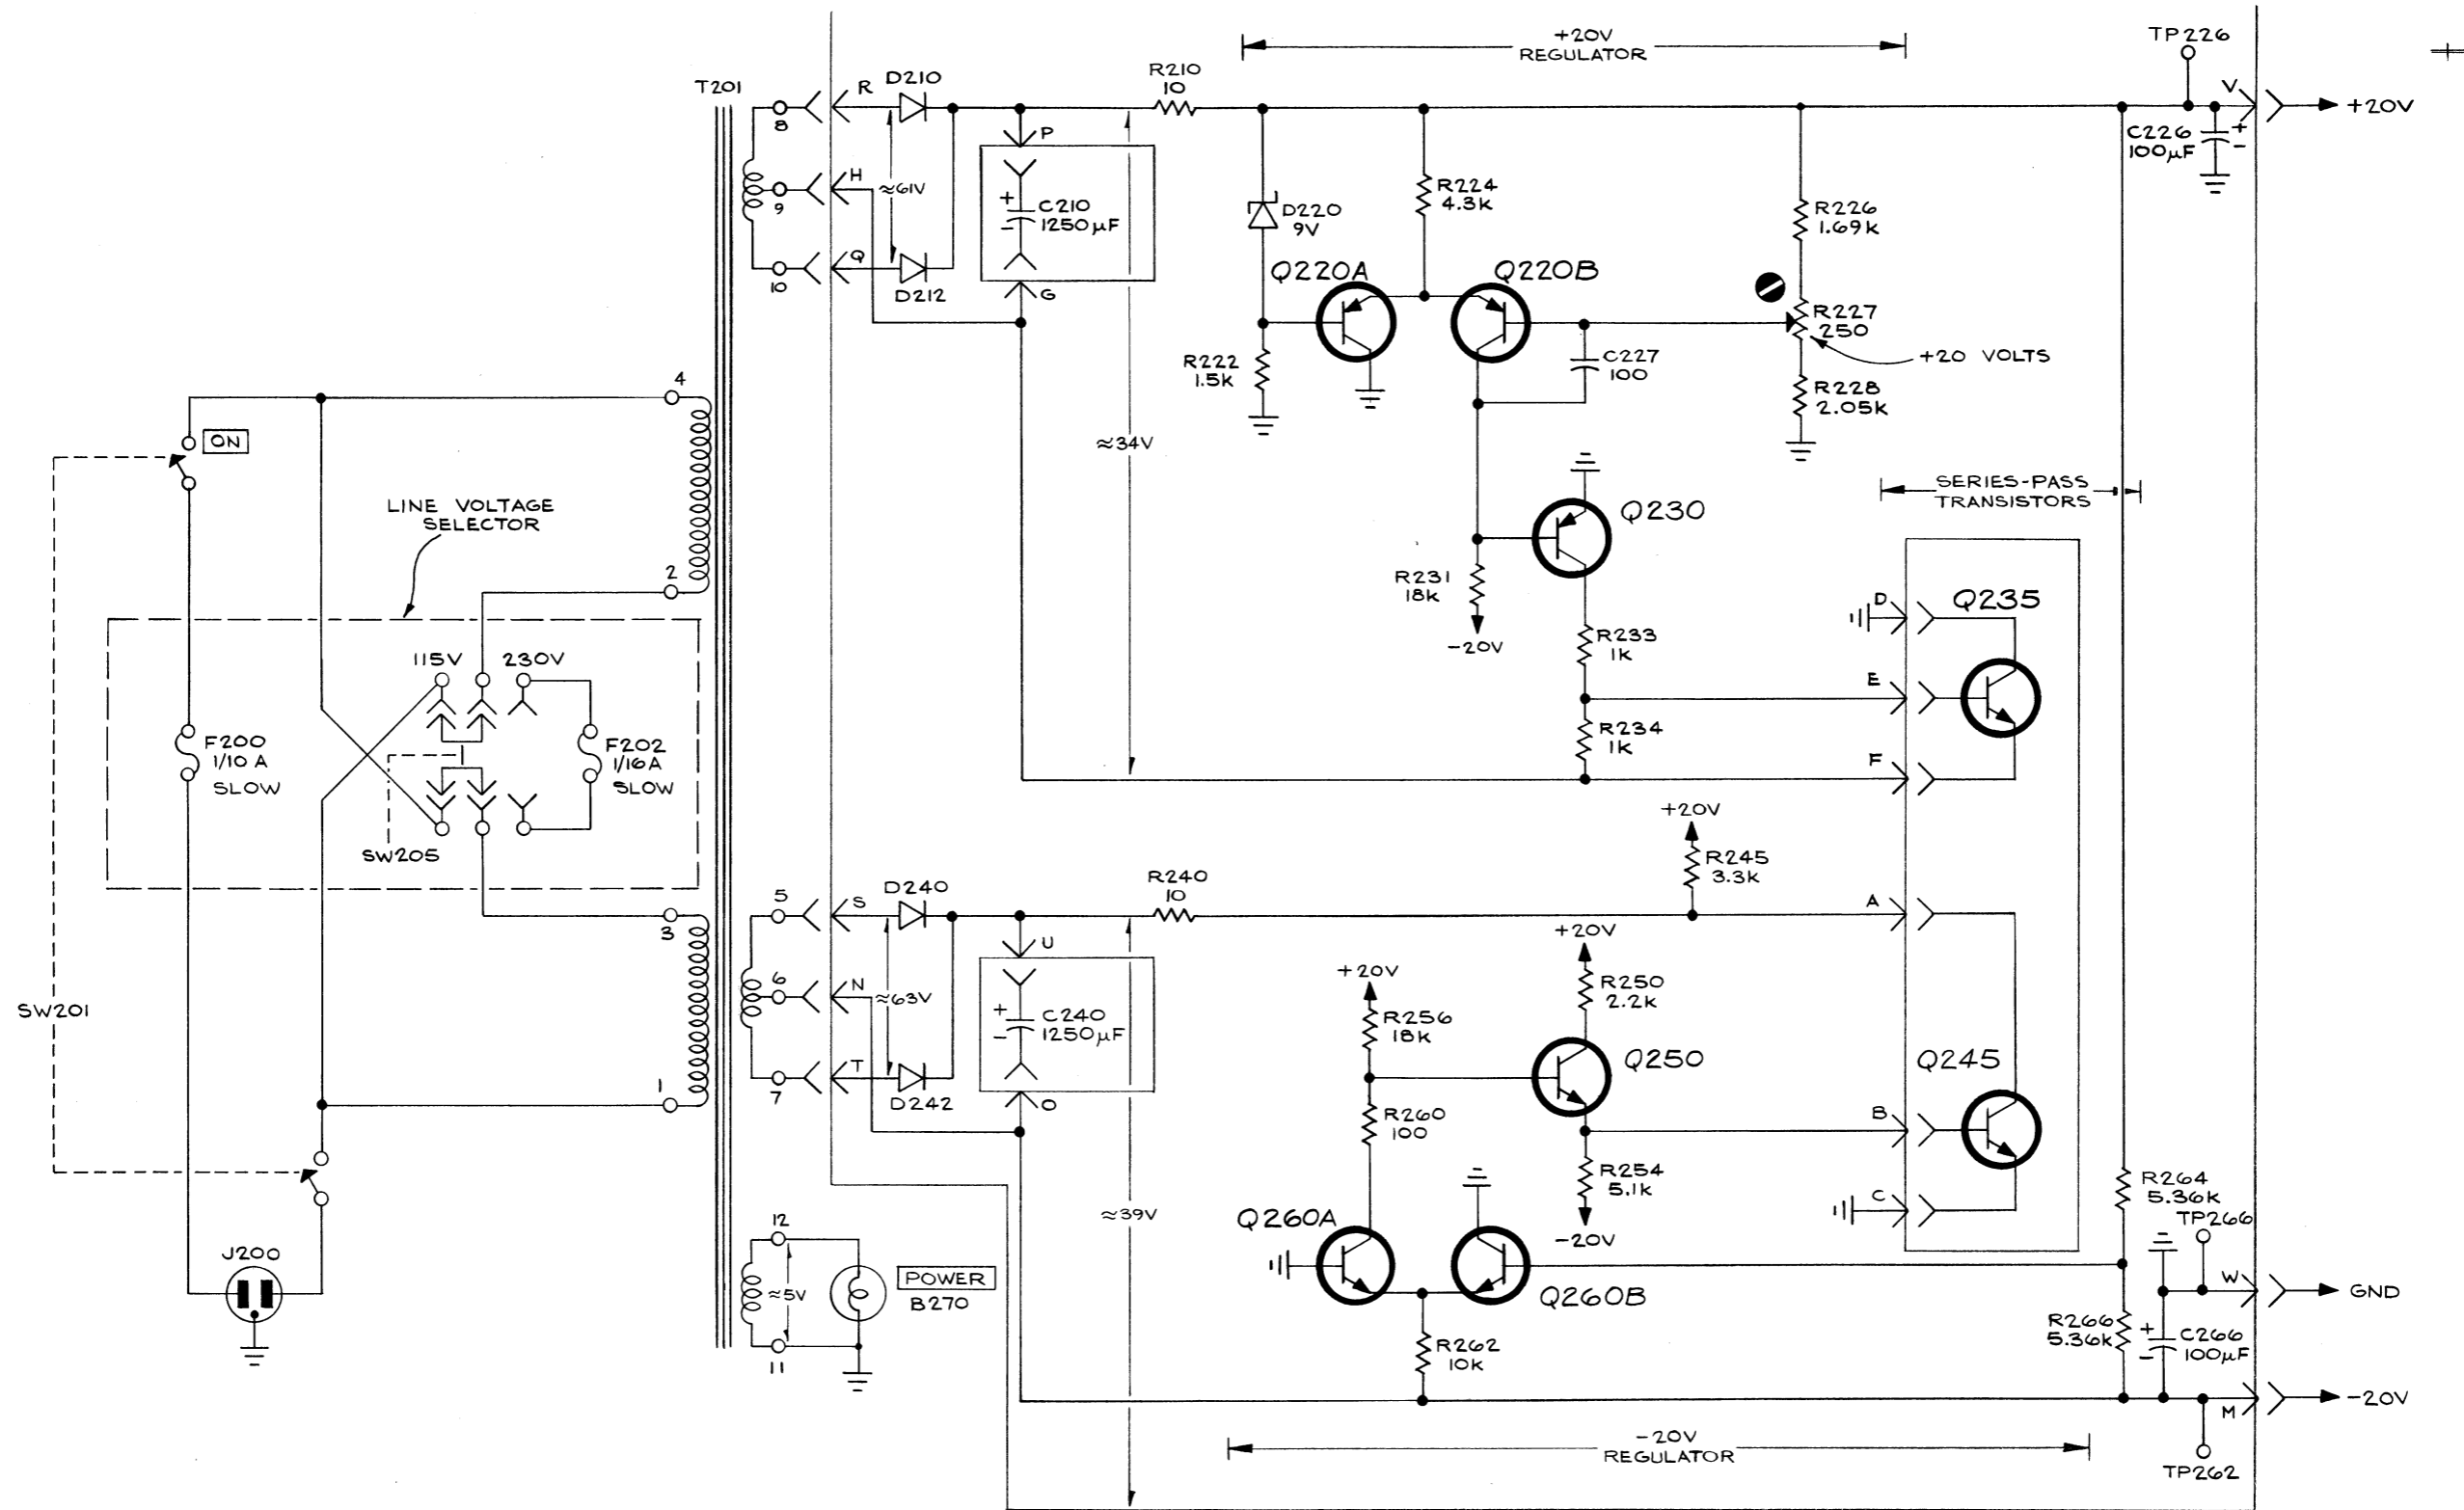 +20V
REGULATOR
TP226
T201
R
D210
R210
10
V
+20V
8
P
C226
100µF
+
-
H
≈61V
9
+
-
C210
1250µF
D220
9V
R224
4.3K
R226
1.69K
Q
10
D212
G
Q220A
Q220B
R227
250
+20 VOLTS
R222
1.5K
C227
100
R228
2.05K
4
ON
≈34V
LINE VOLTAGE
SELECTOR
SERIES-PASS
TRANSISTORS
Q230
2
R231
18K
-20V
D
Q235
115V
230V
R233
1K
E
F200
1/10 A
SLOW
F202
1/16A
SLOW
R234
1K
F
SW205
+20V
R245
3.3K
5
S
D240
R240
10
A
3
U
+20V
+20V
R250
2.2K
6
N
≈63V
SW201
+
-
C240
1250µF
R256
18K
Q250
Q245
1
7
T
D242
O
R260
100
B
R254
5.1K
-20V
C
R264
5.36K
TP266
12
≈39V
Q260A
J200
≈5V
POWER
B270
Q260B
W
GND
11
R262
10K
R266
5.36K
+
-
C266
100µF
M
-20V
-20V
REGULATOR
TP262